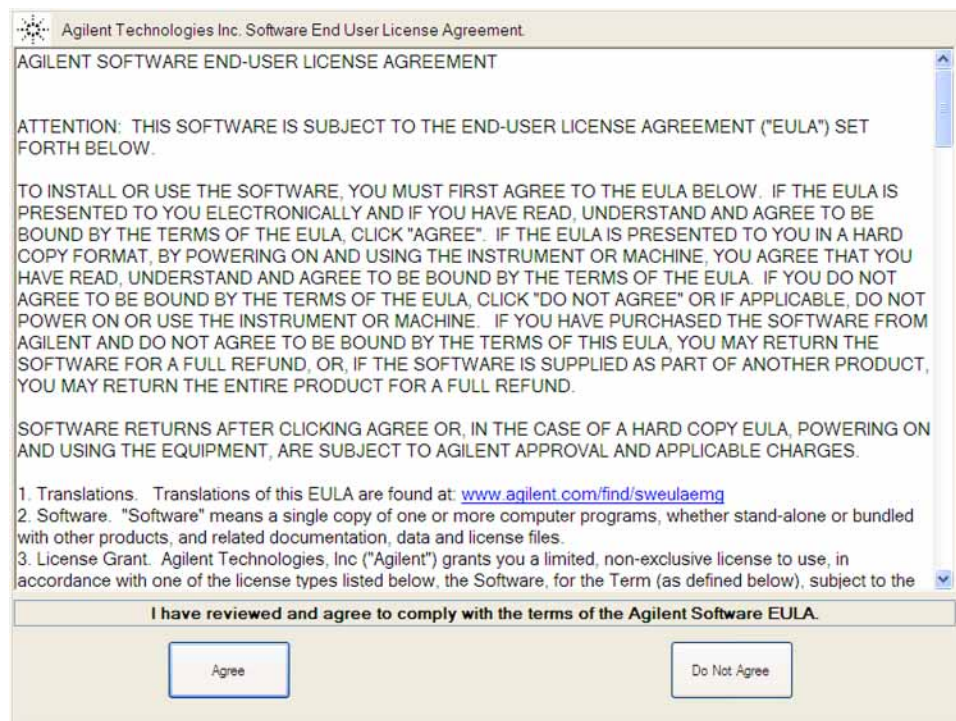 Agilent Technologies Inc. Software End User License Agreement.
AGILENT SOFTWARE END-USER LICENSE AGREEMENT
ATTENTION: THIS SOFTWARE IS SUBJECT TO THE END-USER LICENSE AGREEMENT ("EULA") SET
FORTH BELOW.
TO INSTALL OR USE THE SOFTWARE, YOU MUST FIRST AGREE TO THE EULA BELOW. IF THE EULA IS
PRESENTED TO YOU ELECTRONICALLY AND IF YOU HAVE READ, UNDERSTAND AND AGREE TO BE
BOUND BY THE TERMS OF THE EULA, CLICK "AGREE". IF THE EULA IS PRESENTED TO YOU IN A HARD
COPY FORMAT, BY POWERING ON AND USING THE INSTRUMENT OR MACHINE, YOU AGREE THAT YOU
HAVE READ, UNDERSTAND AND AGREE TO BE BOUND BY THE TERMS OF THE EULA. IF YOU DO NOT
AGREE TO BE BOUND BY THE TERMS OF THE EULA, CLICK "DO NOT AGREE" OR IF APPLICABLE, DO NOT
POWER ON OR USE THE INSTRUMENT OR MACHINE. IF YOU HAVE PURCHASED THE SOFTWARE FROM
AGILENT AND DO NOT AGREE TO BE BOUND BY THE TERMS OF THIS EULA, YOU MAY RETURN THE
SOFTWARE FOR A FULL REFUND, OR, IF THE SOFTWARE IS SUPPLIED AS PART OF ANOTHER PRODUCT,
YOU MAY RETURN THE ENTIRE PRODUCT FOR A FULL REFUND.
SOFTWARE RETURNS AFTER CLICKING AGREE OR, IN THE CASE OF A HARD COPY EULA, POWERING ON
AND USING THE EQUIPMENT, ARE SUBJECT TO AGILENT APPROVAL AND APPLICABLE CHARGES.
1. Translations. Translations of this EULA are found at: www.agilent.com/find/sweulaemg
2. Software. "Software" means a single copy of one or more computer programs, whether stand-alone or bundled
with other products, and related documentation, data and license files.
3. License Grant. Agilent Technologies, Inc ("Agilent") grants you a limited, non-exclusive license to use, in
accordance with one of the license types listed below, the Software, for the Term (as defined below), subject to the
I have reviewed and agree to comply with the terms of the Agilent Software EULA.
Agree
Do Not Agree